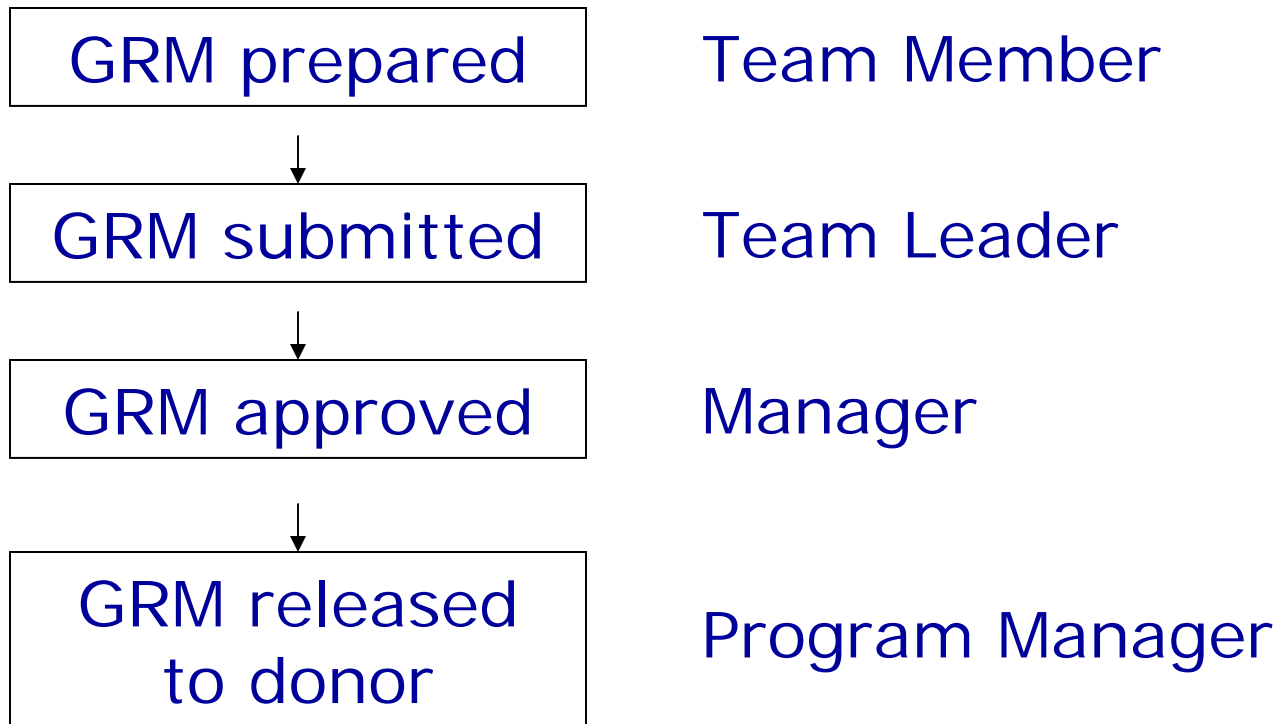 GRM prepared
Team Member
GRM submitted
Team Leader
GRM approved
Manager
GRM released
to donor
Program Manager